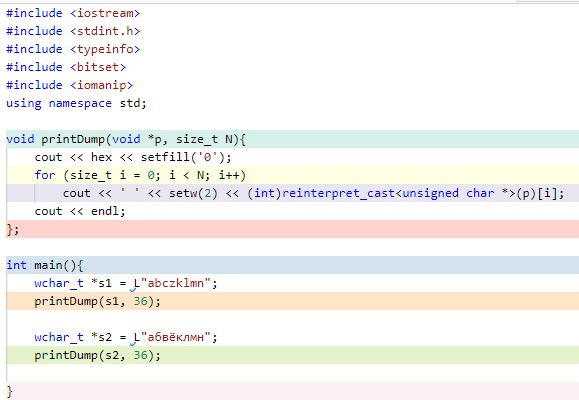 #include <iostream>
#include <stdint.h>
#include <typeinfo>
#include <bitset>
#include <iomanip>
using namespace std;
void printDump(void *p, size_t N){
cout << hex << setfill('0');
for (size_t i = 0; i < N; i++)
cout << ' ' << setw(2) << (int)reinterpret_cast<unsigned char *>(p)[i];
cout << endl;
};
int main(){
wchar_t *s1 = L"abczklmn";
printDump(s1, 36);
wchar_t *s2 = L"абвёклмн";
printDump(s2, 36);
}